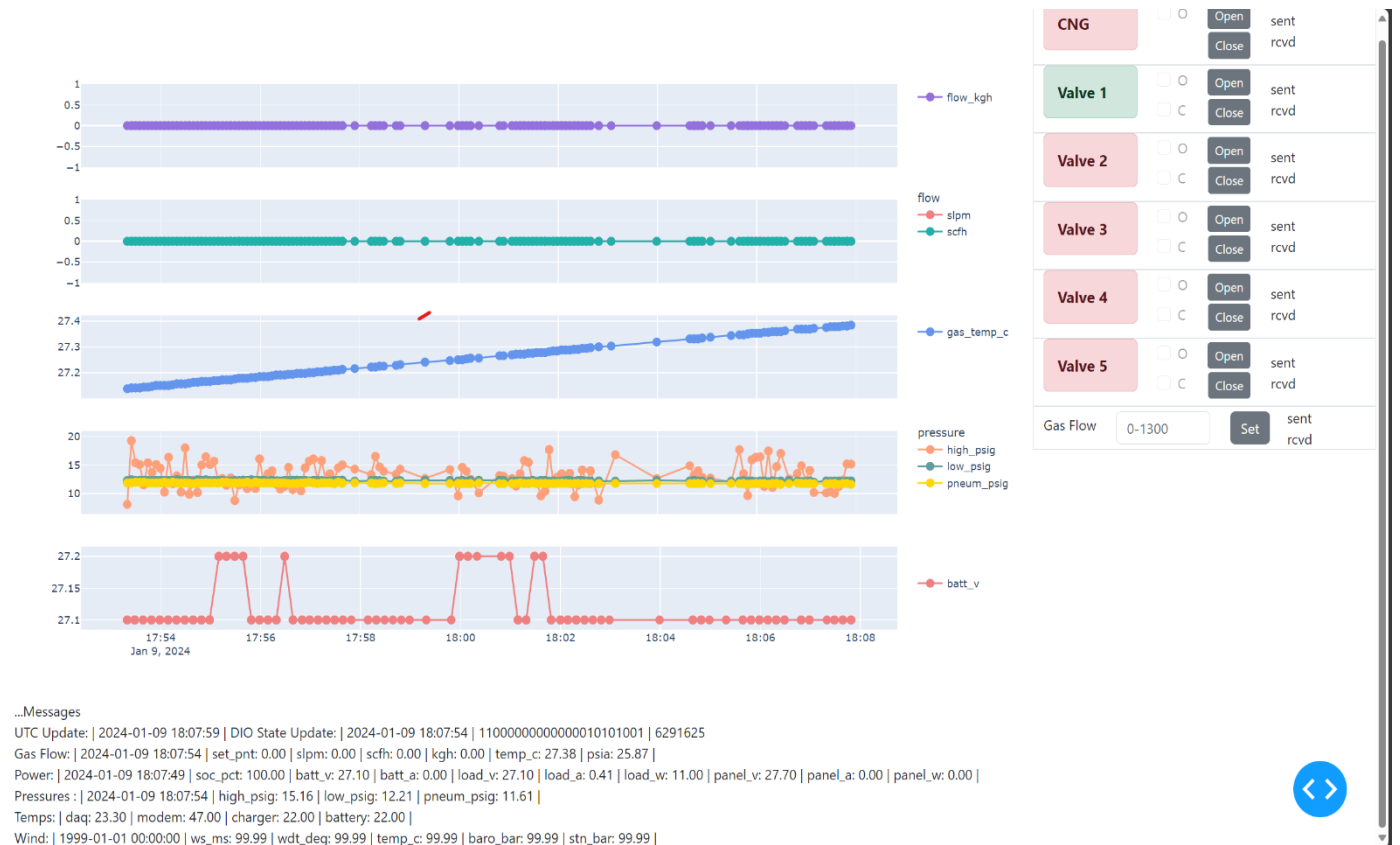 CNG
O
Open
sent
Close
rcvd
Valve 1
O
Open
sent
C
Close
rcvd
Valve 2
O
Open
sent
C
Close
rcvd
Valve 3
O
Open
sent
C
Close
rcvd
Valve 4
O
Open
sent
C
Close
rcvd
Valve 5
O
Open
sent
C
Close
rcvd
Gas Flow
0-1300
Set
sent
rcvd
1
0.5
0
−0.5
−1
flow_kgh
1
0.5
0
−0.5
−1
flow
slpm
scfh
27.4
27.3
27.2
gas_temp_c
20
15
10
pressure
high_psig
low_psig
pneum_psig
27.2
27.15
27.1
batt_v
17:54 17:56 17:58 18:00 18:02 18:04 18:06 18:08
Jan 9, 2024
...Messages
UTC Update: | 2024-01-09 18:07:59 | DIO State Update: | 2024-01-09 18:07:54 | 11000000000000010101001 | 6291625
Gas Flow: | 2024-01-09 18:07:54 | set_pnt: 0.00 | slpm: 0.00 | scfh: 0.00 | kgh: 0.00 | temp_c: 27.38 | psia: 25.87 |
Power: | 2024-01-09 18:07:49 | soc_pct: 100.00 | batt_v: 27.10 | batt_a: 0.00 | load_v: 27.10 | load_a: 0.41 | load_w: 11.00 | panel_v: 27.70 | panel_a: 0.00 | panel_w: 0.00 |
Pressures : | 2024-01-09 18:07:54 | high_psig: 15.16 | low_psig: 12.21 | pneum_psig: 11.61 |
Temps: | daq: 23.30 | modem: 47.00 | charger: 22.00 | battery: 22.00 |
Wind: | 1999-01-01 00:00:00 | ws_ms: 99.99 | wdt_deg: 99.99 | temp_c: 99.99 | baro_bar: 99.99 | stn_bar: 99.99 |